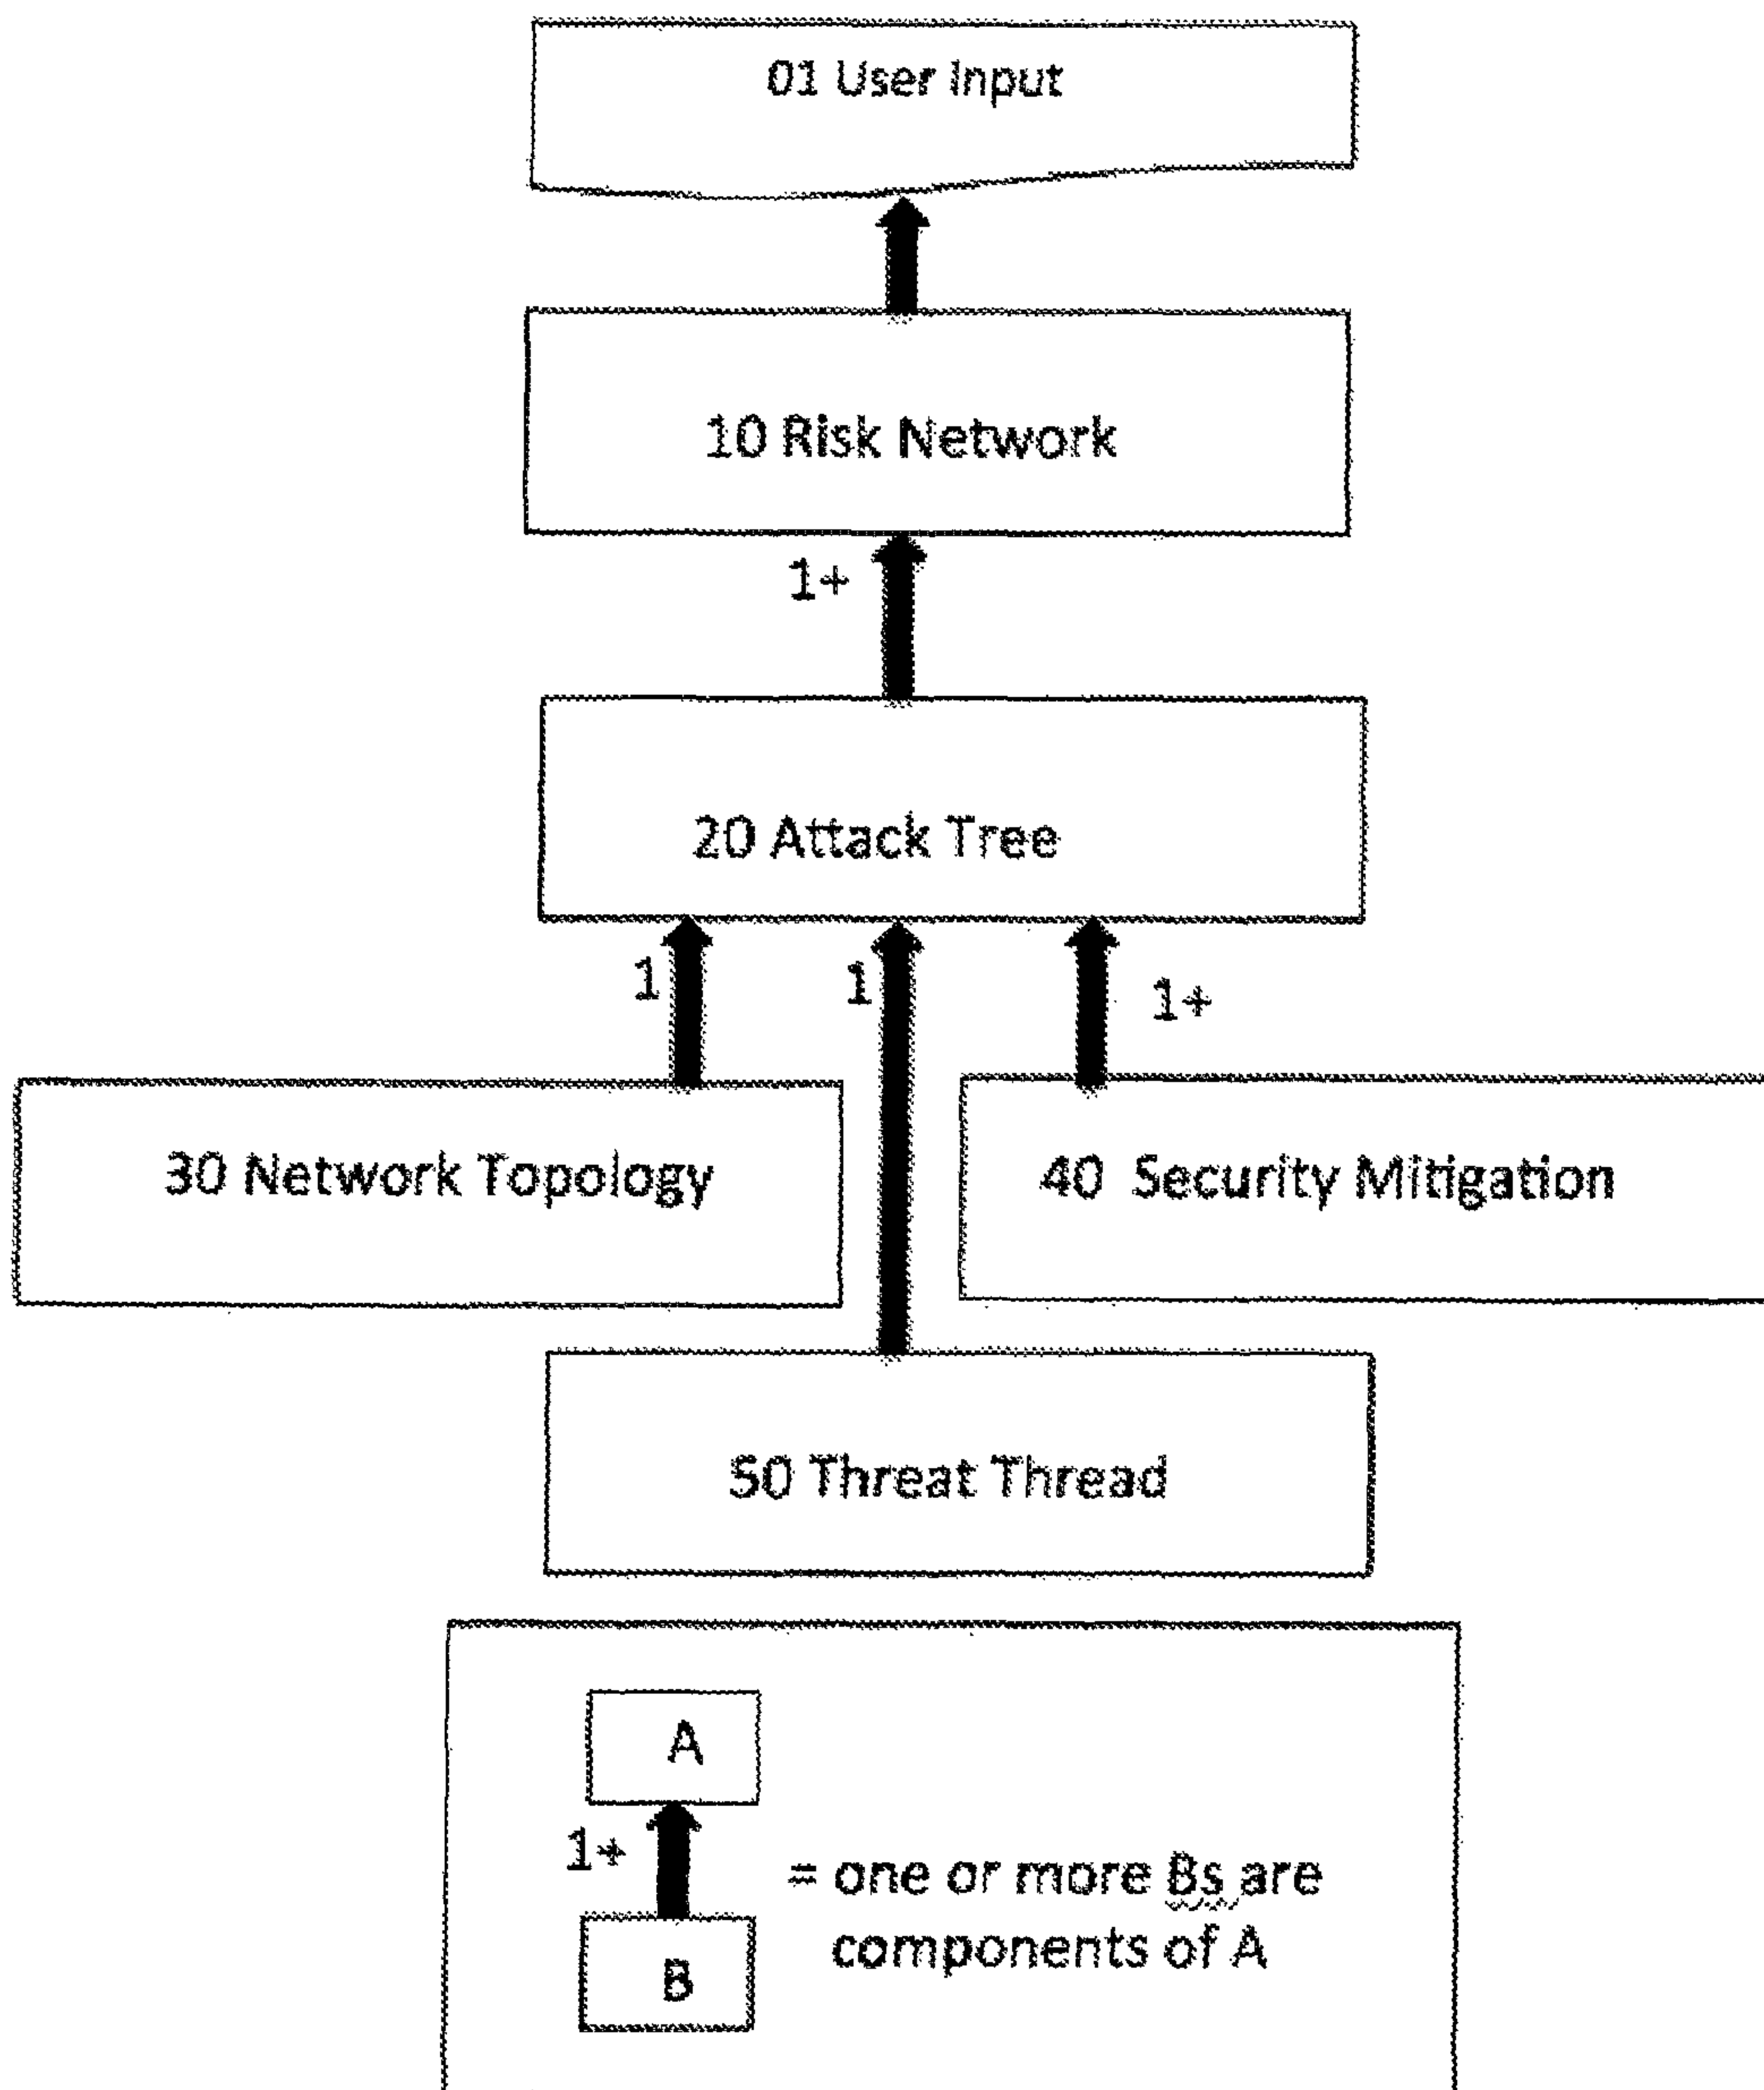 01 User Input
10 Risk Network
1+
20 Attack Tree
1
1
1+
30 Network Topology
40 Security Mitigation
50 Threat Thread
A
1+
= one or more Bs are
components of A
B